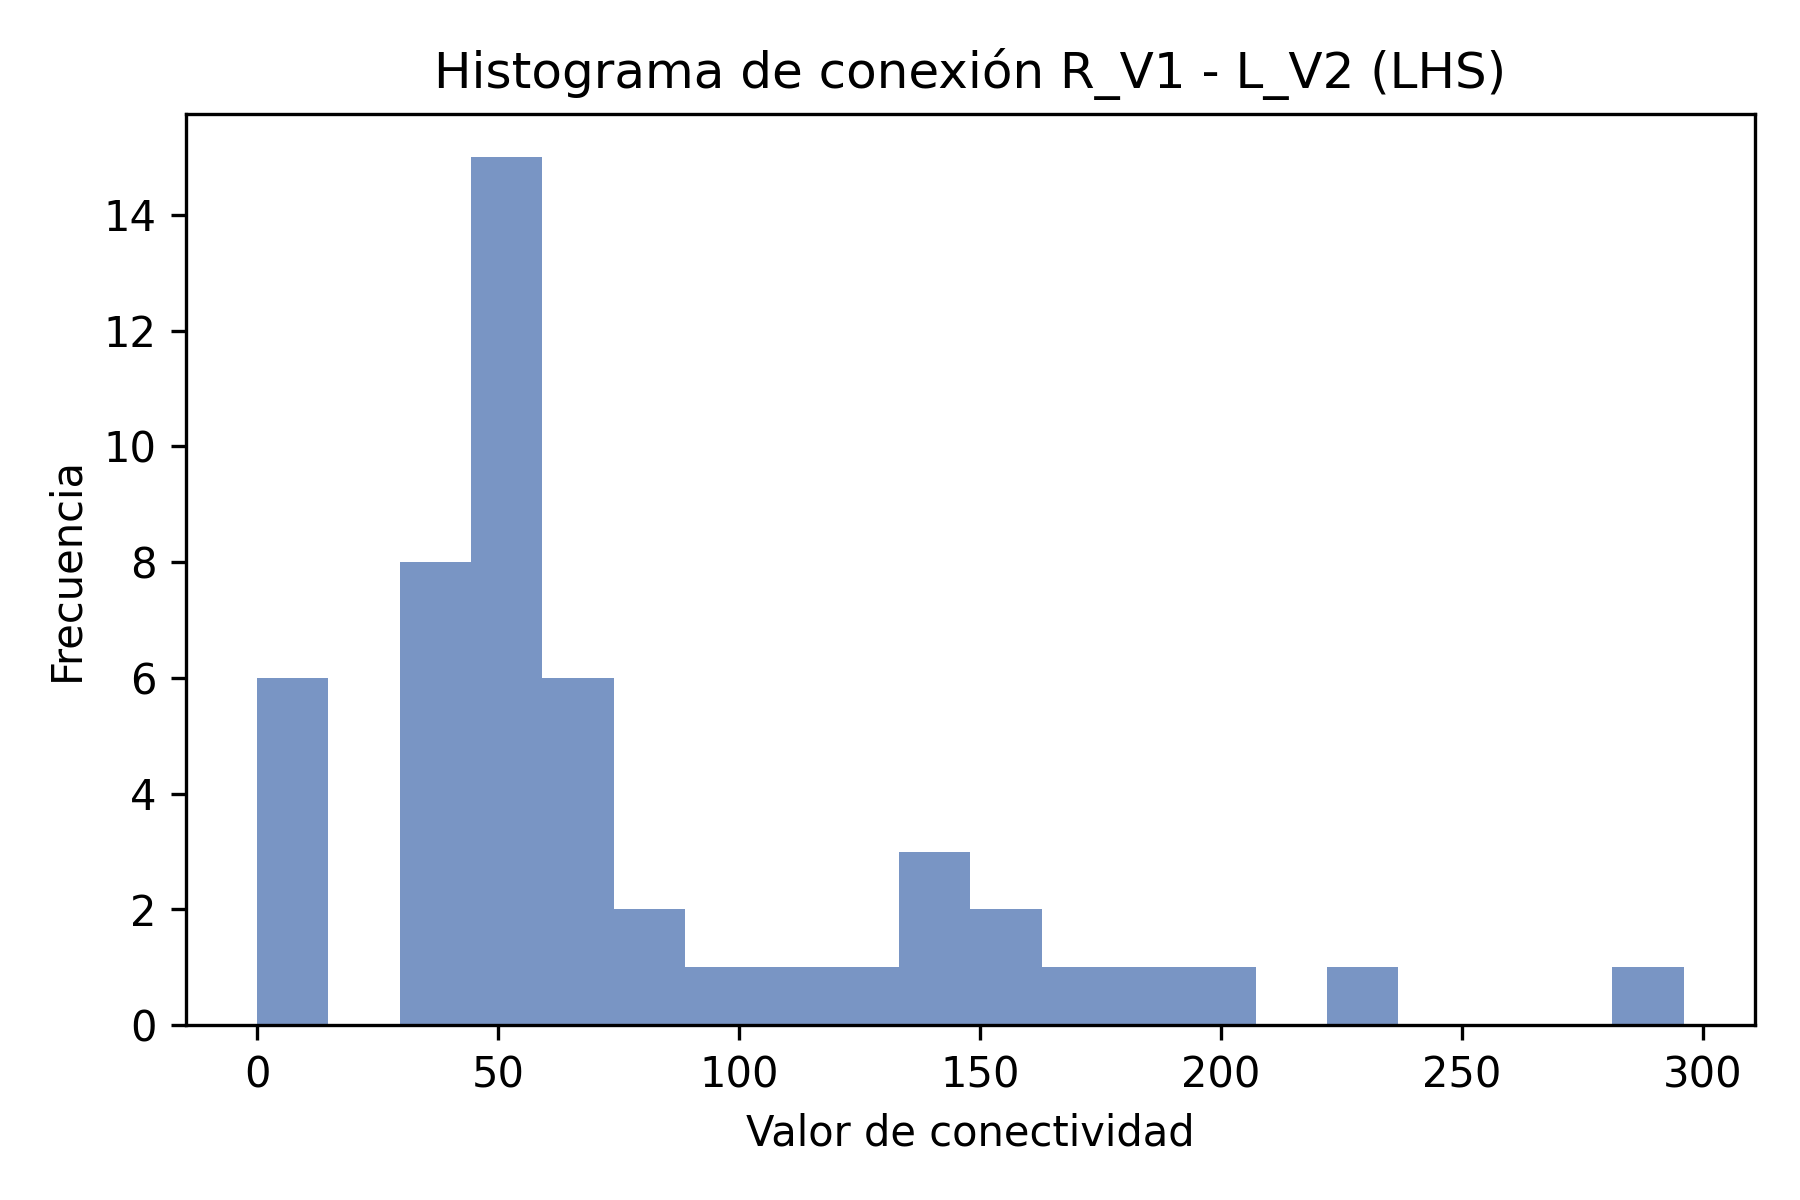 Histograma de conexión R_V1 - L_V2 (LHS)
Frecuencia
14
12
10
8
6
4
2
0
0 50 100 150 200 250 300
Valor de conectividad